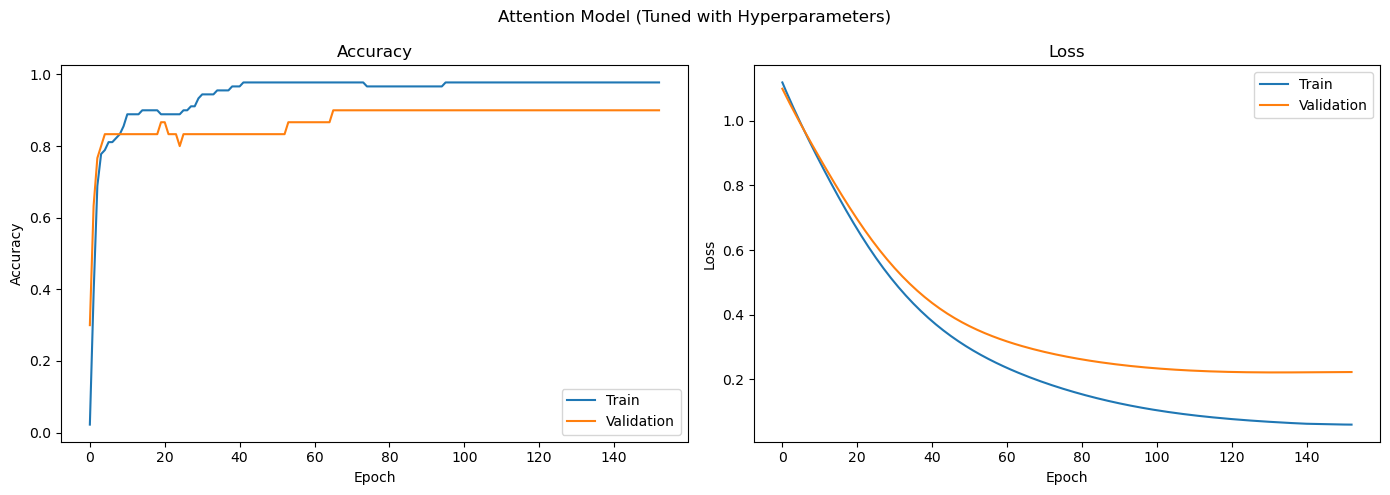 Attention Model (Tuned with Hyperparameters)
Accuracy
1.0
0.8
0.6
0.4
0.2
0.0
Accuracy
Train
Validation
0 20 40 60 80 100 120 140
Epoch
Loss
1.0
0.8
0.6
0.4
0.2
Loss
Train
Validation
0 20 40 60 80 100 120 140
Epoch